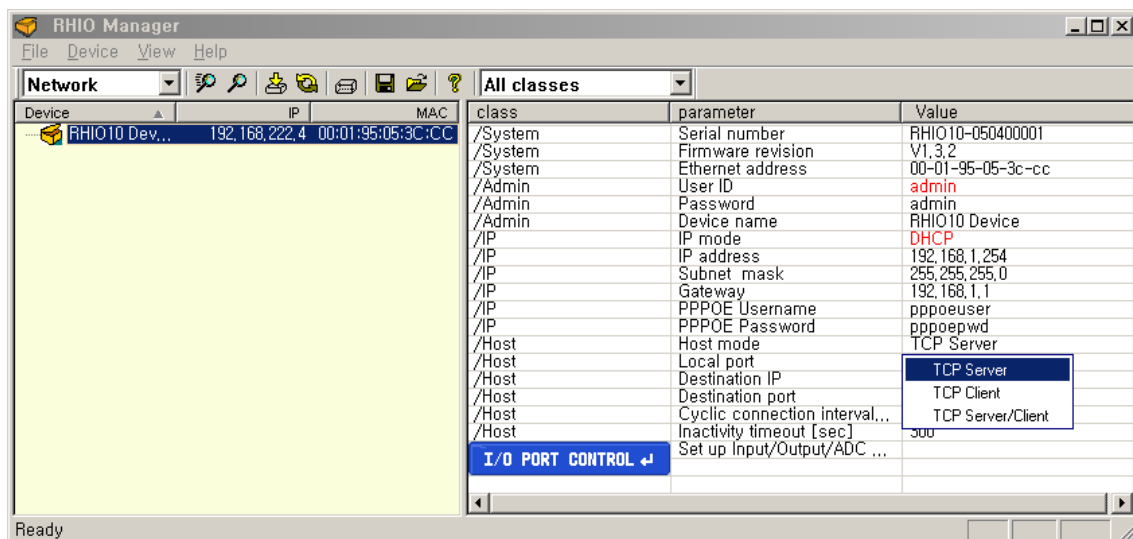 RHIO Manager
File Device View Help
Network All classes
Device IP MAC class parameter Value
RHIO10 Dev... 192,168,222,4 00:01:95:05:3C:CC /System Serial number RHIO10-050400001
/System Firmware revision V1,3,2
/System Ethernet address 00-01-95-05-3c-cc
/Admin User ID admin
/Admin Password admin
/Admin Device name RHIO10 Device
/IP IP mode DHCP
/IP IP address 192,168,1,254
/IP Subnet mask 255,255,255,0
/IP Gateway 192,168,1,1
/IP PPPOE Username pppoeuser
/IP PPPOE Password pppoepwd
/Host Host mode TCP Server
/Host Local port TCP Server
/Host Destination IP
/Host Destination port TCP Client
/Host Cyclic connection interval... TCP Server/Client
/Host Inactivity timeout [sec] 300
I/O PORT CONTROL ↵ Set up Input/Output/ADC ...
Ready